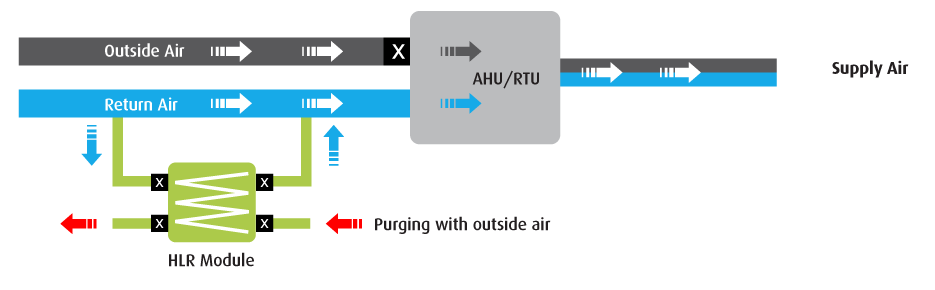 Outside Air
X
AHU/RTU
Supply Air
Return Air
X
X
X
X
Purging with outside air
HLR Module